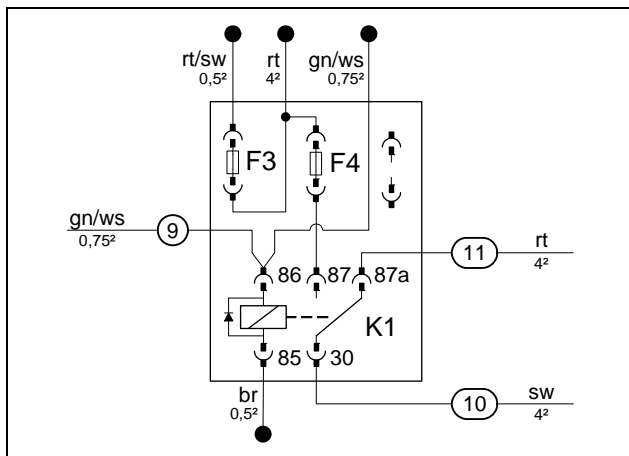 rt/sw rt gn/ws
0,5² 4² 0,75²
F3 F4
gn/ws 9 11 rt
0,75² 4²
86 87 87a
K1
85 30
br 10 sw
0,5² 4²